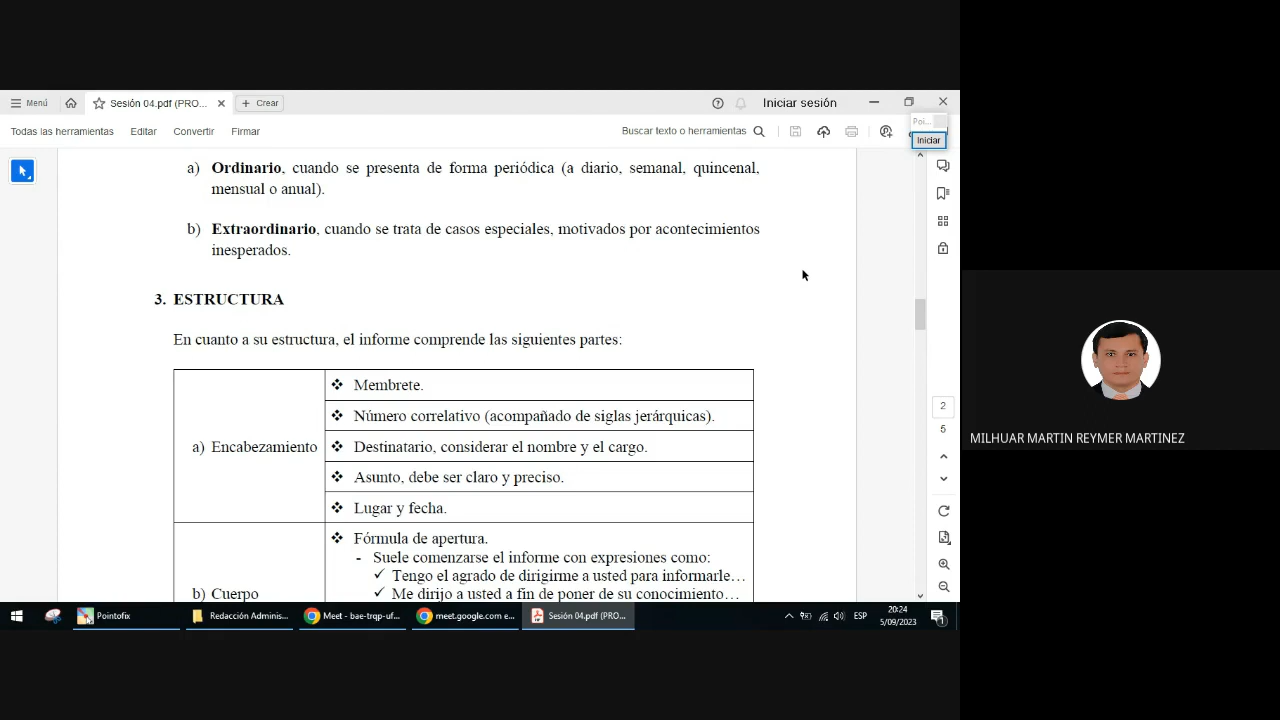 Menú
Sesión 04.pdf (PRO...
Crear
Iniciar sesión
Todas las herramientas
Editar
Convertir
Firmar
Buscar texto o herramientas
Poi...
Iniciar
a) Ordinario, cuando se presenta de forma periódica (a diario, semanal, quincenal,
mensual o anual).
b) Extraordinario, cuando se trata de casos especiales, motivados por acontecimientos
inesperados.
3. ESTRUCTURA
En cuanto a su estructura, el informe comprende las siguientes partes:
a) Encabezamiento
❖ Membrete.
❖ Número correlativo (acompañado de siglas jerárquicas).
❖ Destinatario, considerar el nombre y el cargo.
❖ Asunto, debe ser claro y preciso.
❖ Lugar y fecha.
b) Cuerpo
❖ Fórmula de apertura.
- Suele comenzarse el informe con expresiones como:
✓ Tengo el agrado de dirigirme a usted para informarle…
✓ Me dirijo a usted a fin de poner de su conocimiento…
2
5
MILHUAR MARTIN REYMER MARTINEZ
Pointofix
Redacción Adminis...
Meet - bae-trqp-uf...
meet.google.com e...
Sesión 04.pdf (PRO...
ESP
20:24
5/09/2023
1